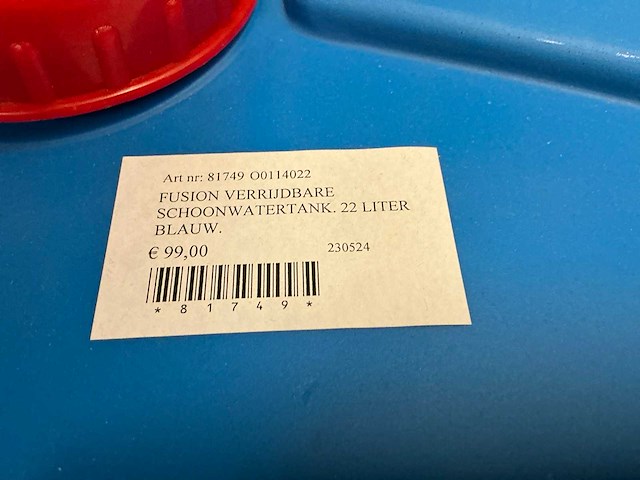 Art nr: 81749 O0114022
FUSION VERRIJDBARE
SCHOONWATERTANK. 22 LITER
BLAUW.
€ 99,00 230524
* 8 1 7 4 9 *